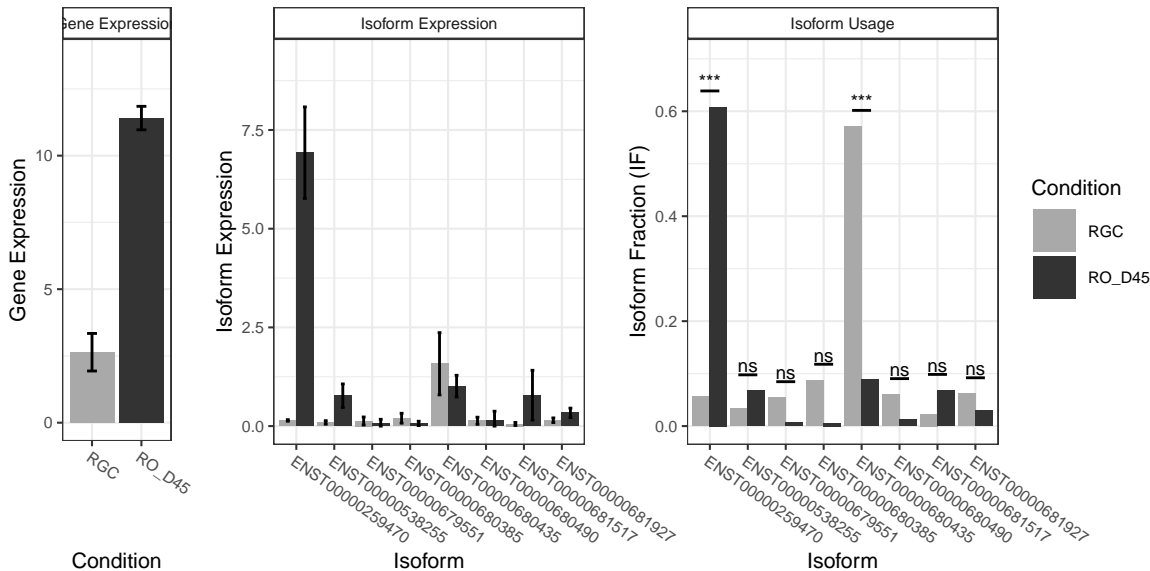 Gene Expression
Isoform Expression
Isoform Usage
Gene Expression
10
5
0
RGC
RO_D45
Condition
Isoform Expression
7.5
5.0
2.5
0.0
ENST00000259470
ENST00000538255
ENST00000679551
ENST00000680385
ENST00000680435
ENST00000680490
ENST00000681517
ENST00000681927
Isoform
Isoform Fraction (IF)
0.6
0.4
0.2
0.0
***
ns
ns
ns
***
ns
ns
ns
ENST00000259470
ENST00000538255
ENST00000679551
ENST00000680385
ENST00000680435
ENST00000680490
ENST00000681517
ENST00000681927
Isoform
Condition
RGC
RO_D45